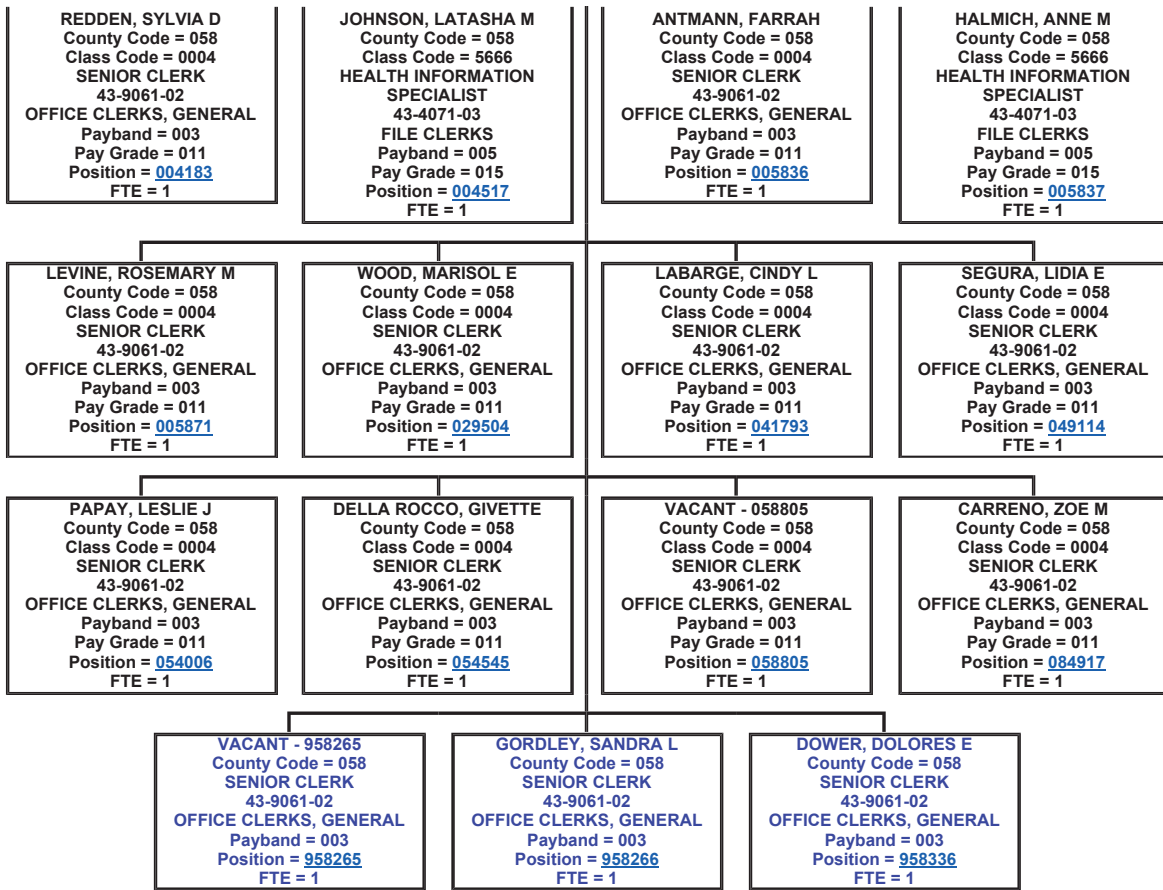 REDDEN, SYLVIA D
County Code = 058
Class Code = 0004
SENIOR CLERK
43-9061-02
OFFICE CLERKS, GENERAL
Payband = 003
Pay Grade = 011
Position = 004183
FTE = 1
JOHNSON, LATASHA M
County Code = 058
Class Code = 5666
HEALTH INFORMATION
SPECIALIST
43-4071-03
FILE CLERKS
Payband = 005
Pay Grade = 015
Position = 004517
FTE = 1
ANTMANN, FARRAH
County Code = 058
Class Code = 0004
SENIOR CLERK
43-9061-02
OFFICE CLERKS, GENERAL
Payband = 003
Pay Grade = 011
Position = 005836
FTE = 1
HALMICH, ANNE M
County Code = 058
Class Code = 5666
HEALTH INFORMATION
SPECIALIST
43-4071-03
FILE CLERKS
Payband = 005
Pay Grade = 015
Position = 005837
FTE = 1
LEVINE, ROSEMARY M
County Code = 058
Class Code = 0004
SENIOR CLERK
43-9061-02
OFFICE CLERKS, GENERAL
Payband = 003
Pay Grade = 011
Position = 005871
FTE = 1
WOOD, MARISOL E
County Code = 058
Class Code = 0004
SENIOR CLERK
43-9061-02
OFFICE CLERKS, GENERAL
Payband = 003
Pay Grade = 011
Position = 029504
FTE = 1
LABARGE, CINDY L
County Code = 058
Class Code = 0004
SENIOR CLERK
43-9061-02
OFFICE CLERKS, GENERAL
Payband = 003
Pay Grade = 011
Position = 041793
FTE = 1
SEGURA, LIDIA E
County Code = 058
Class Code = 0004
SENIOR CLERK
43-9061-02
OFFICE CLERKS, GENERAL
Payband = 003
Pay Grade = 011
Position = 049114
FTE = 1
PAPAY, LESLIE J
County Code = 058
Class Code = 0004
SENIOR CLERK
43-9061-02
OFFICE CLERKS, GENERAL
Payband = 003
Pay Grade = 011
Position = 054006
FTE = 1
DELLA ROCCO, GIVETTE
County Code = 058
Class Code = 0004
SENIOR CLERK
43-9061-02
OFFICE CLERKS, GENERAL
Payband = 003
Pay Grade = 011
Position = 054545
FTE = 1
VACANT - 058805
County Code = 058
Class Code = 0004
SENIOR CLERK
43-9061-02
OFFICE CLERKS, GENERAL
Payband = 003
Pay Grade = 011
Position = 058805
FTE = 1
CARRENO, ZOE M
County Code = 058
Class Code = 0004
SENIOR CLERK
43-9061-02
OFFICE CLERKS, GENERAL
Payband = 003
Pay Grade = 011
Position = 084917
FTE = 1
VACANT - 958265
County Code = 058
SENIOR CLERK
43-9061-02
OFFICE CLERKS, GENERAL
Payband = 003
Position = 958265
FTE = 1
GORDLEY, SANDRA L
County Code = 058
SENIOR CLERK
43-9061-02
OFFICE CLERKS, GENERAL
Payband = 003
Position = 958266
FTE = 1
DOWER, DOLORES E
County Code = 058
SENIOR CLERK
43-9061-02
OFFICE CLERKS, GENERAL
Payband = 003
Position = 958336
FTE = 1